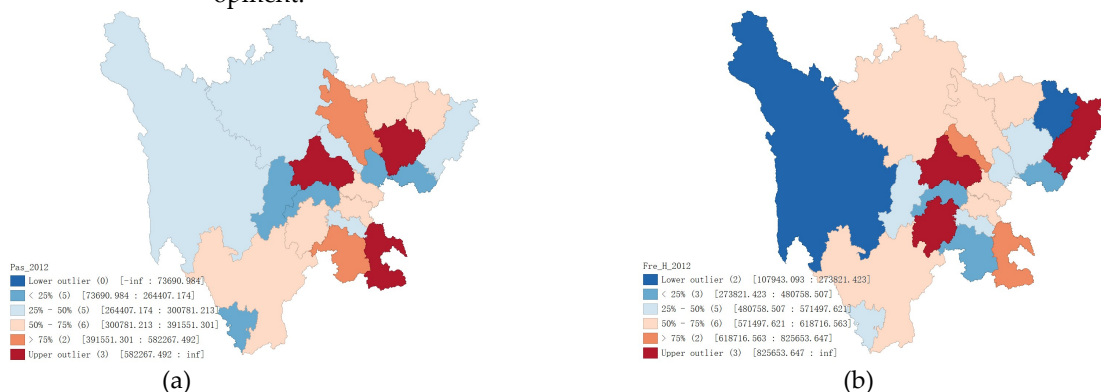 opment.
Pas_2012
Lower outlier (0) [-inf : 73690.984]
< 25% (5) [73690.984 : 264407.174]
25% - 50% (5) [264407.174 : 300781.213]
50% - 75% (6) [300781.213 : 391551.301]
> 75% (2) [391551.301 : 582267.492]
Upper outlier (3) [582267.492 : inf]
(a)
Fre_H_2012
Lower outlier (2) [107943.093 : 273821.423]
< 25% (3) [273821.423 : 480758.507]
25% - 50% (5) [480758.507 : 571497.621]
50% - 75% (6) [571497.621 : 618716.563]
> 75% (2) [618716.563 : 825653.647]
Upper outlier (3) [825653.647 : inf]
(b)